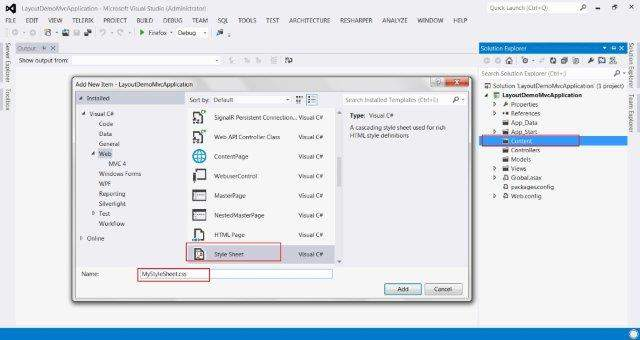 LayoutDemoMvcApplication - Microsoft Visual Studio (Administrator)
Quick Launch (Ctrl+Q)
FILE EDIT VIEW TELERIK PROJECT BUILD DEBUG TEAM SQL TOOLS TEST ARCHITECTURE RESHARPER ANALYZE WINDOW HELP
Firefox Debug
Server Explorer
Toolbox
Output
Show output from:
Solution Explorer
Search Solution Explorer (Ctrl+;)
Solution 'LayoutDemoMvcApplication' (1 project)
LayoutDemoMvcApplication
Properties
References
App_Data
App_Start
Content
Controllers
Models
Views
Global.asax
packages.config
Web.config
Solution Explorer
Team Explorer
Add New Item - LayoutDemoMvcApplication
Installed
Visual C#
Code
Data
General
Web
MVC 4
Windows Forms
WPF
Reporting
Silverlight
Test
Workflow
Online
Sort by: Default
SignalR Persistent Connection... Visual C#
Web API Controller Class Visual C#
ContentPage Visual C#
WebuserControl Visual C#
MasterPage Visual C#
NestedMasterPage Visual C#
HTML Page Visual C#
Style Sheet Visual C#
Search Installed Templates (Ctrl+E)
Type: Visual C#
A cascading style sheet used for rich
HTML style definitions
Name: MyStyleSheet.css
Add Cancel